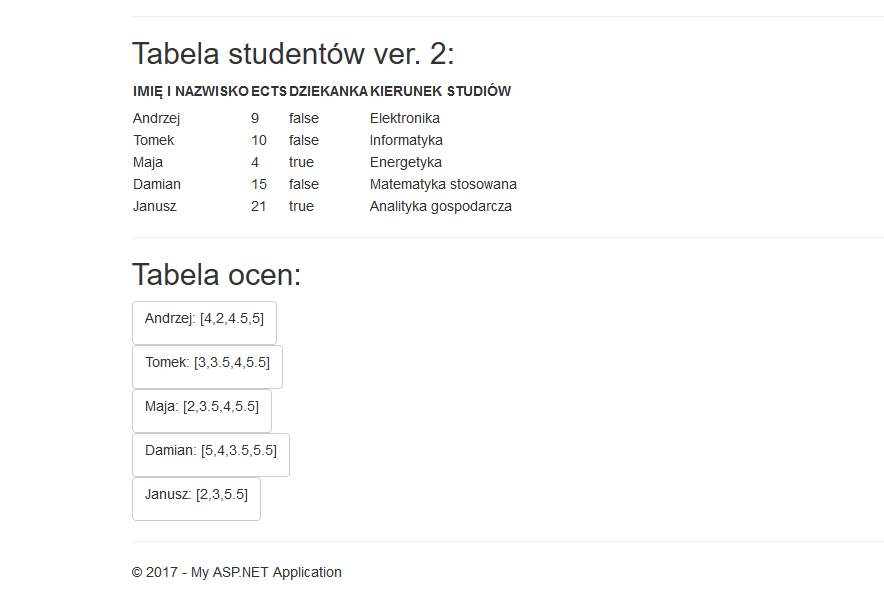 Tabela studentów ver. 2:
IMIĘ I NAZWISKO ECTS DZIEKANKA KIERUNEK STUDIÓW
Andrzej 9 false Elektronika
Tomek 10 false Informatyka
Maja 4 true Energetyka
Damian 15 false Matematyka stosowana
Janusz 21 true Analityka gospodarcza
Tabela ocen:
Andrzej: [4,2,4.5,5]
Tomek: [3,3.5,4,5.5]
Maja: [2,3.5,4,5.5]
Damian: [5,4,3.5,5.5]
Janusz: [2,3,5.5]
© 2017 - My ASP.NET Application